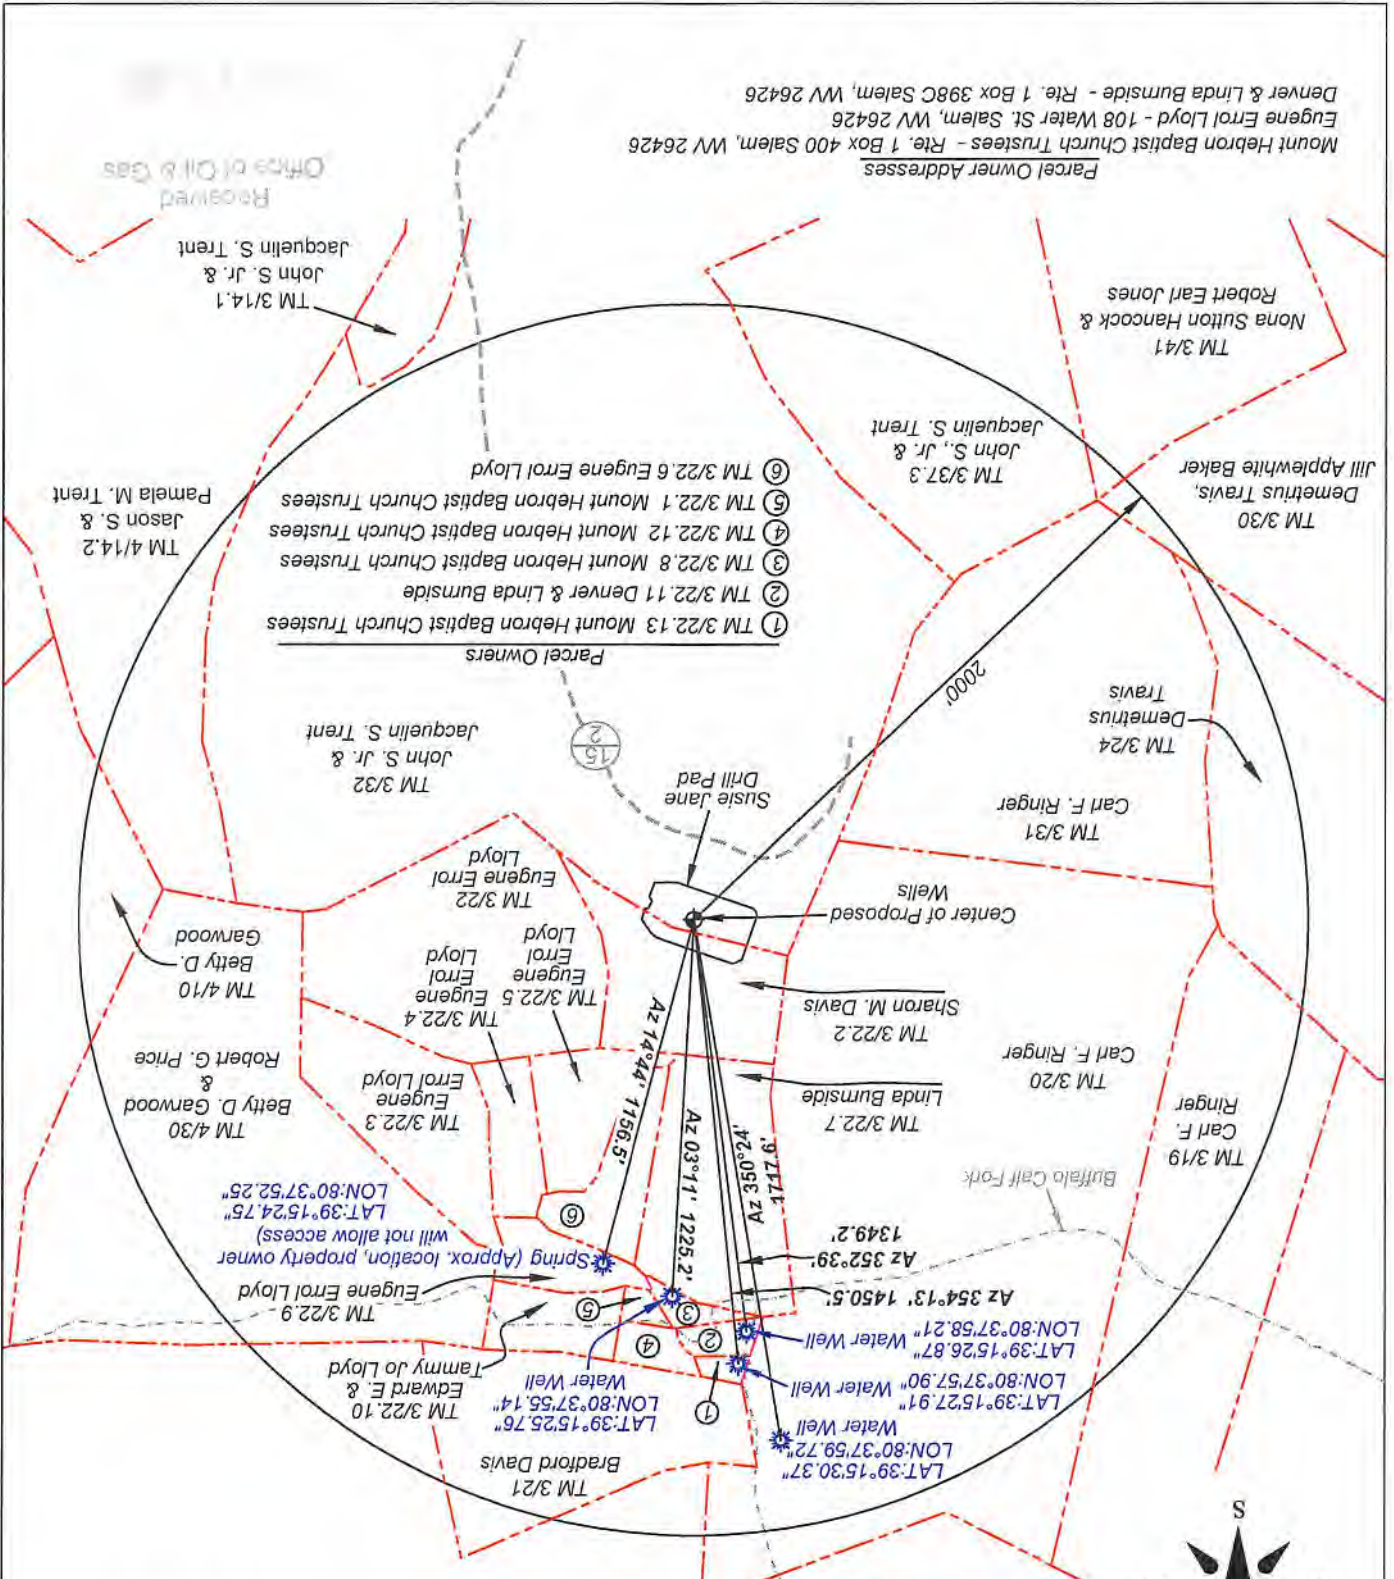 S
TM 3/21
Bradford Davis
LAT:39°15'30.37"
LON:80°37'59.72"
Water Well
LAT:39°15'27.91"
LON:80°37'57.90" Water Well
LAT:39°15'26.87"
LON:80°37'58.21" Water Well
LAT:39°15'25.76"
LON:80°37'55.14"
Water Well
TM 3/22.10
Edward E. &
Tammy Jo Lloyd
TM 3/22.9
Eugene Errol Lloyd
Spring (Approx. location, property owner
will not allow access)
LAT:39°15'24.75"
LON:80°37'52.25"
①
②
③
④
⑤
⑥
Az 354°13' 1450.5'
Az 352°39'
1349.2'
Az 350°24'
1717.6'
Az 03°11' 1225.2'
Az 14°44' 1156.5'
Buffalo Calf Fork
TM 3/19
Carl F.
Ringer
TM 3/20
Carl F. Ringer
TM 3/22.7
Linda Burnside
TM 3/22.2
Sharon M. Davis
TM 3/22.3
Eugene
Errol Lloyd
TM 4/30
Betty D. Garwood
&
Robert G. Price
TM 3/22.4
Eugene
Errol
Lloyd
TM 3/22.5
Eugene
Errol
Lloyd
TM 4/10
Betty D.
Garwood
TM 3/22
Eugene Errol
Lloyd
Center of Proposed
Wells
Susie Jane
Drill Pad
TM 3/31
Carl F. Ringer
TM 3/24
Demetrius
Travis
2000'
15
2
TM 3/32
John S. Jr. &
Jacquelin S. Trent
Parcel Owners
① TM 3/22.13 Mount Hebron Baptist Church Trustees
② TM 3/22.11 Denver & Linda Burnside
③ TM 3/22.8 Mount Hebron Baptist Church Trustees
④ TM 3/22.12 Mount Hebron Baptist Church Trustees
⑤ TM 3/22.1 Mount Hebron Baptist Church Trustees
⑥ TM 3/22.6 Eugene Errol Lloyd
TM 4/14.2
Jason S. &
Pamela M. Trent
TM 3/30
Demetrius Travis,
Jill Applewhite Baker
TM 3/37.3
John S., Jr. &
Jacquelin S. Trent
TM 3/41
Nona Sutton Hancock &
Robert Earl Jones
TM 3/14.1
John S. Jr. &
Jacquelin S. Trent
Received
Office of Oil & Gas
Parcel Owner Addresses
Mount Hebron Baptist Church Trustees - Rte. 1 Box 400 Salem, WV 26426
Eugene Errol Lloyd - 108 Water St. Salem, WV 26426
Denver & Linda Burnside - Rte. 1 Box 398C Salem, WV 26426